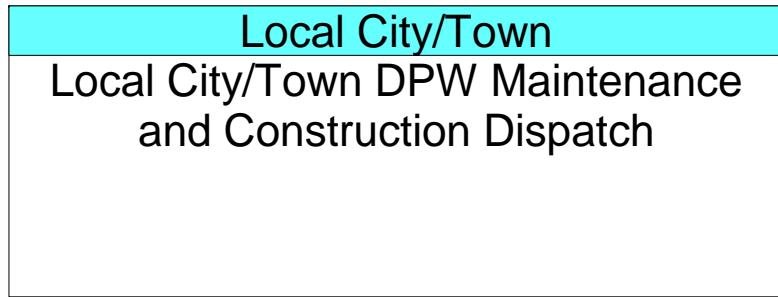 Local City/Town
Local City/Town DPW Maintenance
and Construction Dispatch